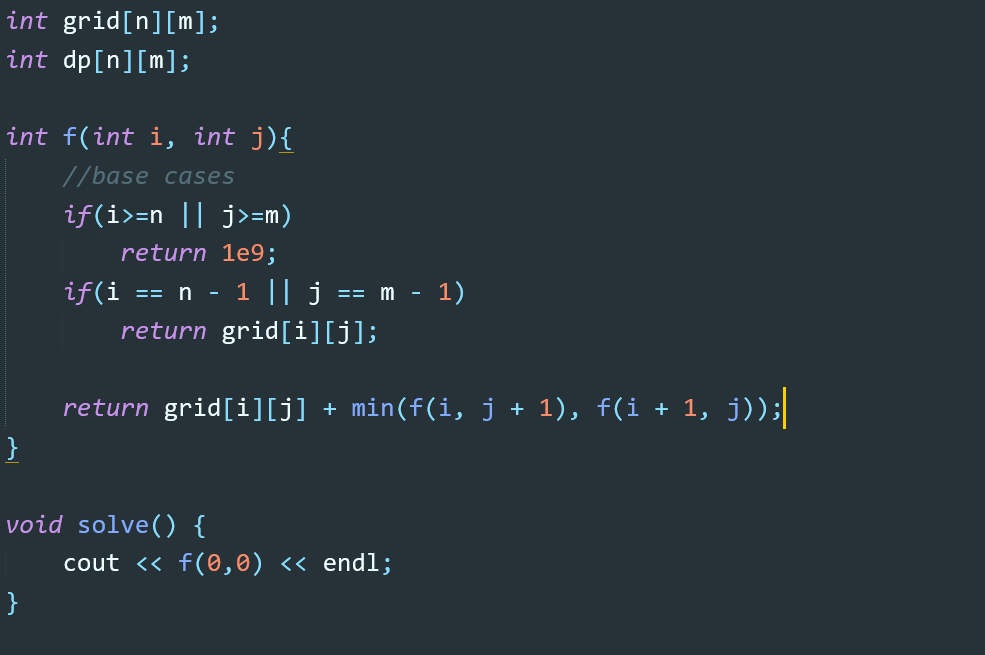 int grid[n][m];
int dp[n][m];
int f(int i, int j){
//base cases
if(i>=n || j>=m)
return 1e9;
if(i == n - 1 || j == m - 1)
return grid[i][j];
return grid[i][j] + min(f(i, j + 1), f(i + 1, j));
}
void solve() {
cout << f(0,0) << endl;
}